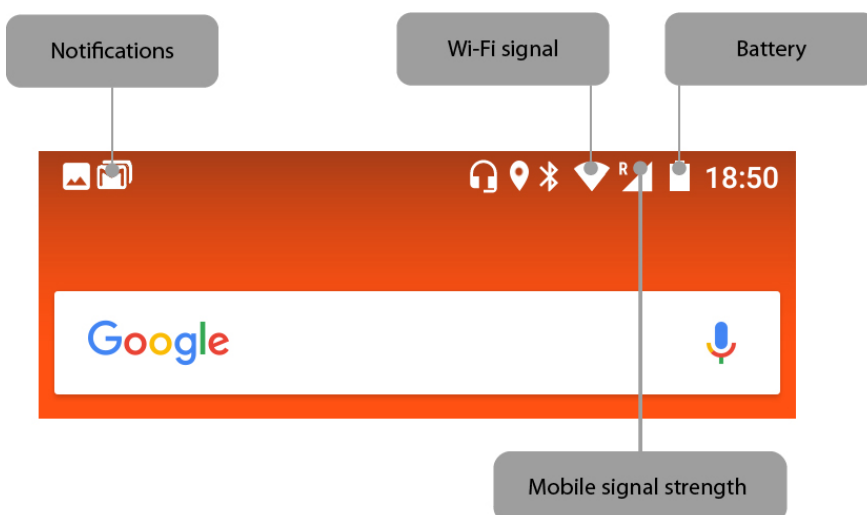 Notifications
Wi-Fi signal
Battery
R
18:50
Google
Mobile signal strength